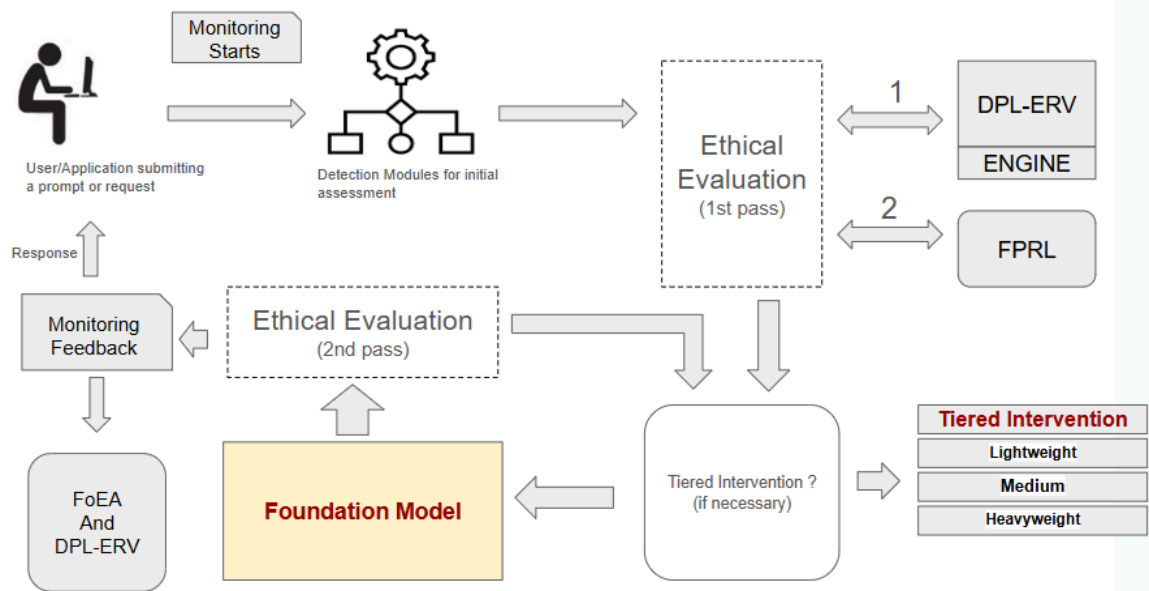 Monitoring
Starts
User/Application submitting
a prompt or request
Detection Modules for initial
assessment
Ethical
Evaluation
(1st pass)
1
DPL-ERV
ENGINE
2
FPRL
Response
Monitoring
Feedback
Ethical Evaluation
(2nd pass)
FoEA
And
DPL-ERV
Foundation Model
Tiered Intervention ?
(if necessary)
Tiered Intervention
Lightweight
Medium
Heavyweight